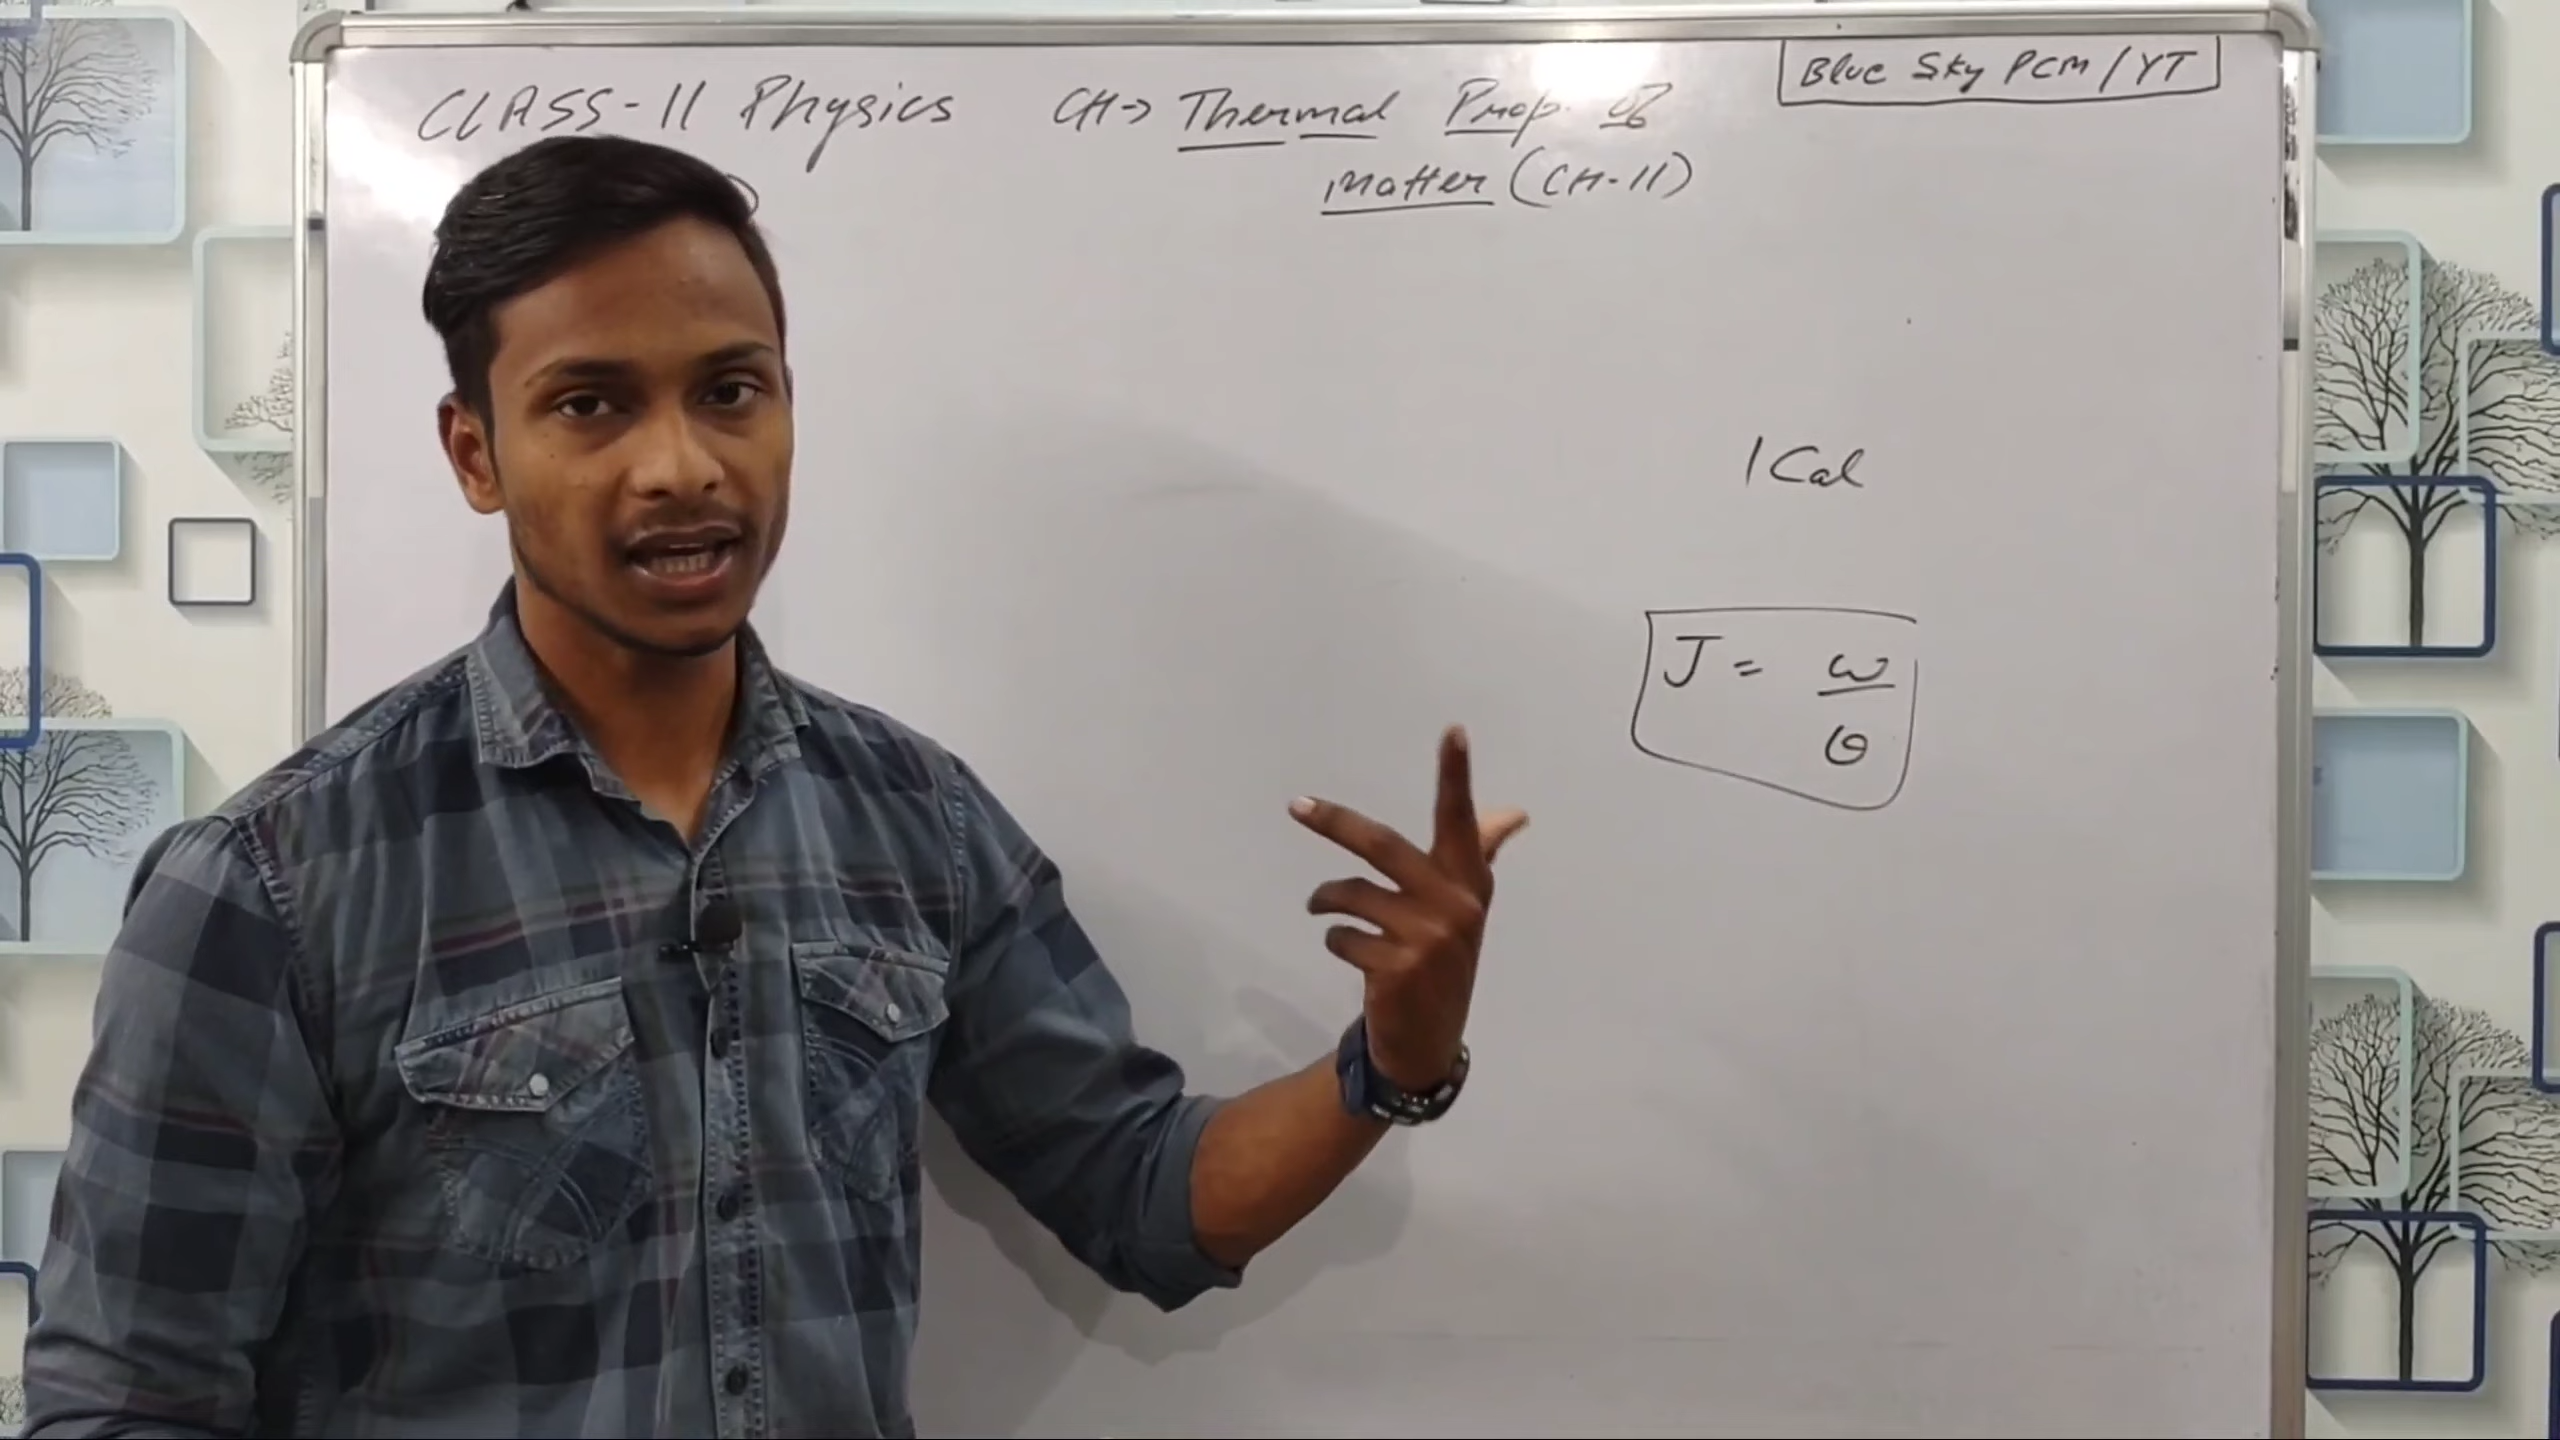 CLASS-11 Physics CH→ Thermal Prop. of
Matter (CH-11)
Blue Sky PCM/YT
1 Cal
J = w
θ